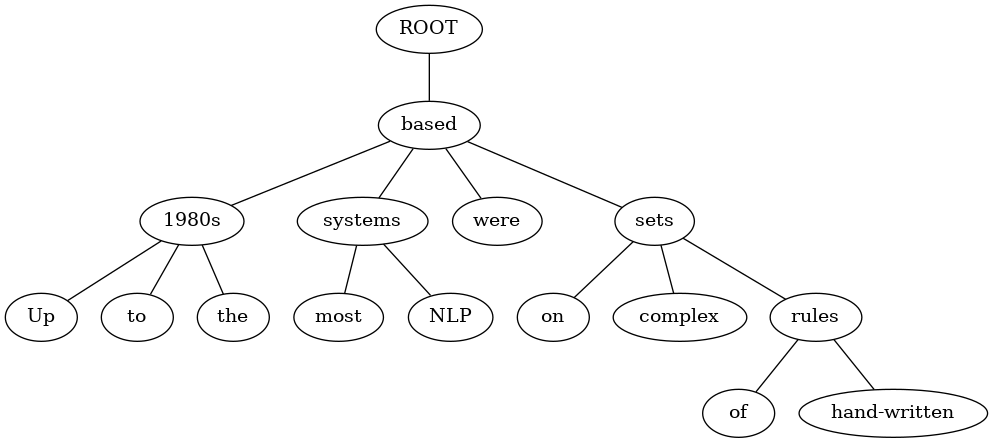 ROOT
based
1980s systems were sets
Up to the most NLP on complex rules
of hand-written